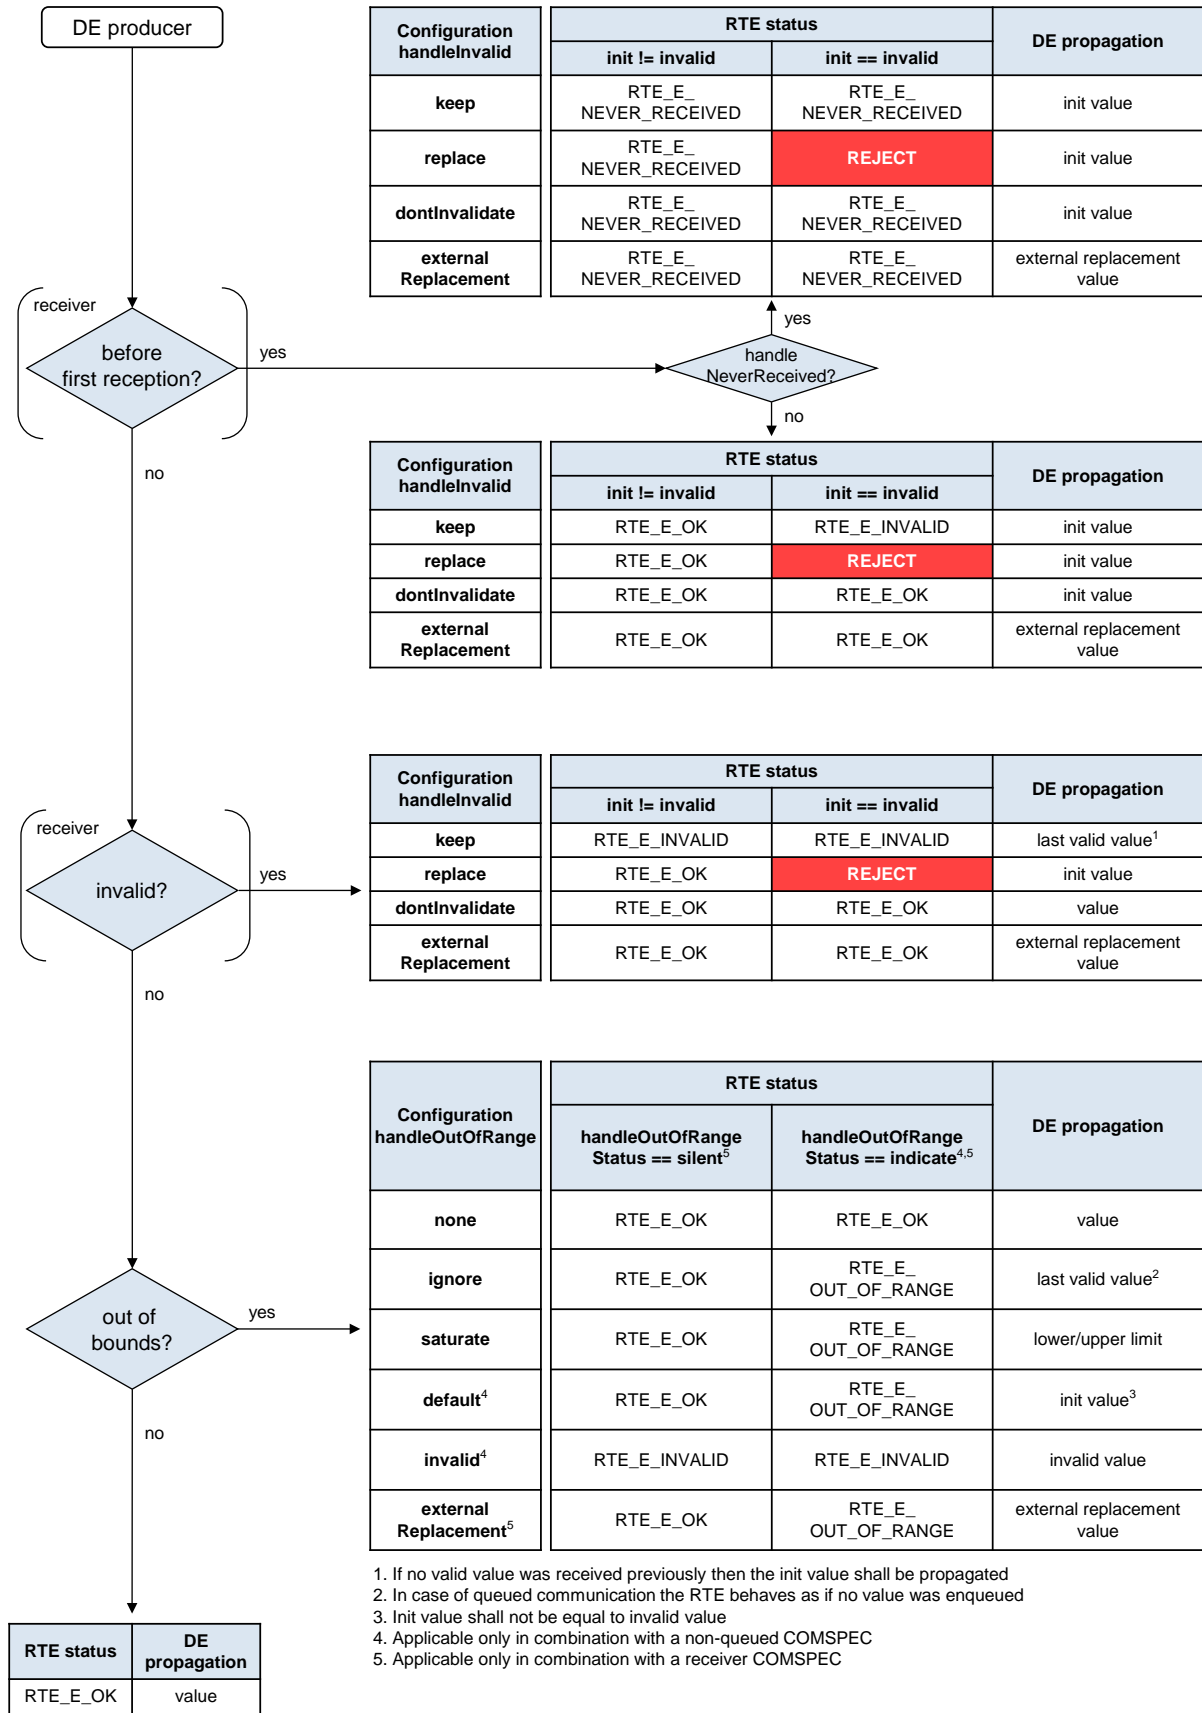 DE producer
Configuration handleInvalid
RTE status
DE propagation
init != invalid
init == invalid
keep
RTE_E_
NEVER_RECEIVED
RTE_E_
NEVER_RECEIVED
init value
replace
RTE_E_
NEVER_RECEIVED
REJECT
init value
dontInvalidate
RTE_E_
NEVER_RECEIVED
RTE_E_
NEVER_RECEIVED
init value
external
Replacement
RTE_E_
NEVER_RECEIVED
RTE_E_
NEVER_RECEIVED
external replacement
value
receiver
before
first reception?
yes
yes
handle
NeverReceived?
no
no
Configuration
handleInvalid
RTE status
DE propagation
init != invalid
init == invalid
keep
RTE_E_OK
RTE_E_INVALID
init value
replace
RTE_E_OK
REJECT
init value
dontInvalidate
RTE_E_OK
RTE_E_OK
init value
external
Replacement
RTE_E_OK
RTE_E_OK
external replacement
value
Configuration
handleInvalid
RTE status
DE propagation
init != invalid
init == invalid
receiver
invalid?
yes
no
keep
RTE_E_INVALID
RTE_E_INVALID
last valid value1
replace
RTE_E_OK
REJECT
init value
dontInvalidate
RTE_E_OK
RTE_E_OK
value
external
Replacement
RTE_E_OK
RTE_E_OK
external replacement
value
Configuration
handleOutOfRange
RTE status
DE propagation
handleOutOfRange
Status == silent5
handleOutOfRange
Status == indicate4,5
none
RTE_E_OK
RTE_E_OK
value
ignore
RTE_E_OK
RTE_E_
OUT_OF_RANGE
last valid value2
out of
bounds?
yes
no
saturate
RTE_E_OK
RTE_E_
OUT_OF_RANGE
lower/upper limit
default4
RTE_E_OK
RTE_E_
OUT_OF_RANGE
init value3
invalid4
RTE_E_INVALID
RTE_E_INVALID
invalid value
external
Replacement5
RTE_E_OK
RTE_E_
OUT_OF_RANGE
external replacement
value
1. If no valid value was received previously then the init value shall be propagated
2. In case of queued communication the RTE behaves as if no value was enqueued
3. Init value shall not be equal to invalid value
4. Applicable only in combination with a non-queued COMSPEC
5. Applicable only in combination with a receiver COMSPEC
RTE status
DE
propagation
RTE_E_OK
value